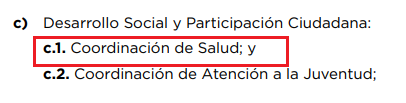 c) Desarrollo Social y Participación Ciudadana:
c.1. Coordinación de Salud; y
c.2. Coordinación de Atención a la Juventud;